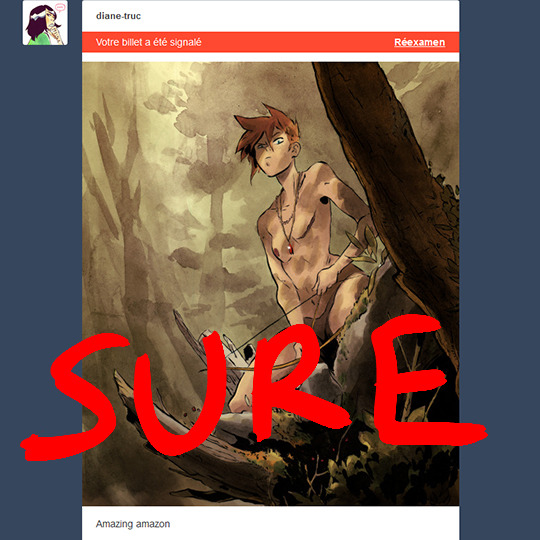 diane-truc
Votre billet a été signalé
Réexamen
SURE
Amazing amazon